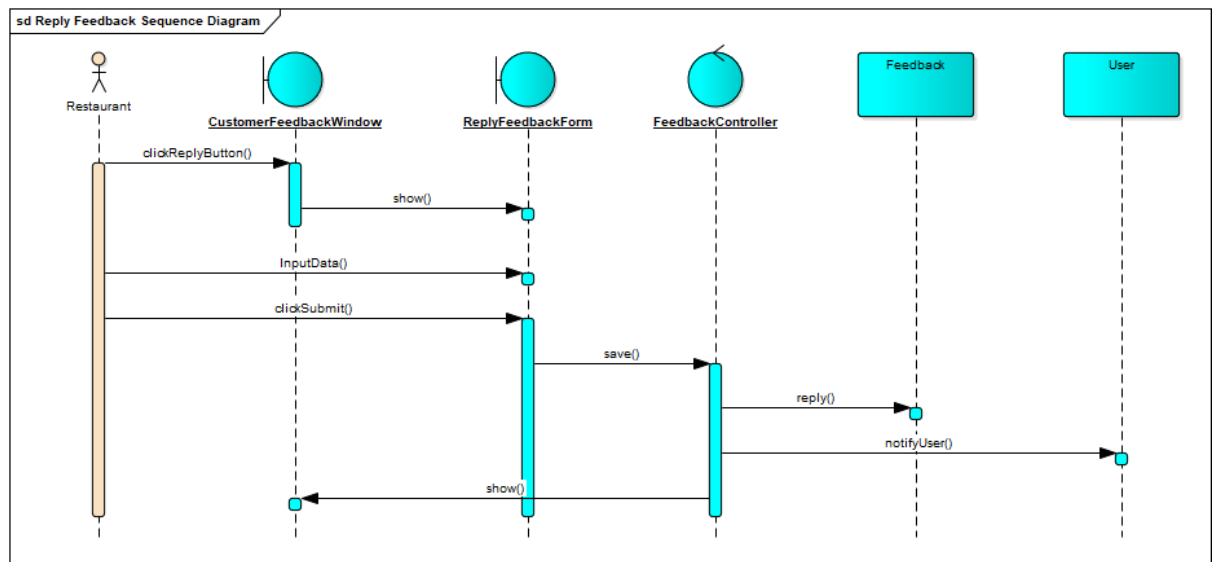 sd Reply Feedback Sequence Diagram
Feedback
User
Restaurant
CustomerFeedbackWindow
ReplyFeedbackForm
FeedbackController
clickReplyButton()
show()
InputData()
clickSubmit()
save()
reply()
notifyUser()
show()